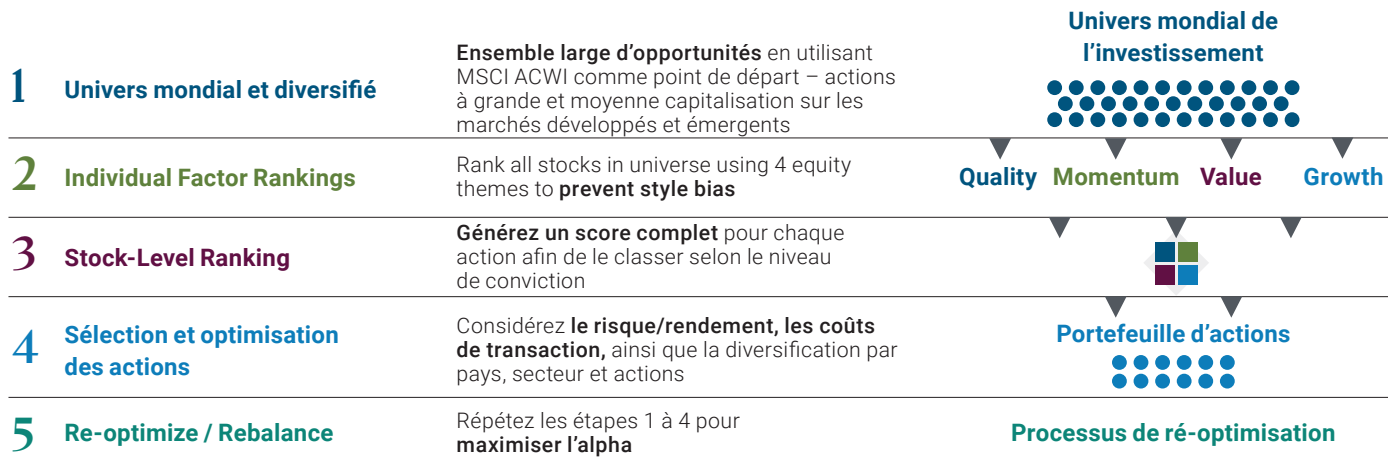 1
Univers mondial et diversifié
Ensemble large d’opportunités en utilisant
MSCI ACWI comme point de départ – actions
à grande et moyenne capitalisation sur les
marchés développés et émergents
Univers mondial de
l’investissement
2
Individual Factor Rankings
Rank all stocks in universe using 4 equity
themes to prevent style bias
Quality Momentum Value Growth
3
Stock-Level Ranking
Générez un score complet pour chaque
action afin de le classer selon le niveau
de conviction
4
Sélection et optimisation
des actions
Considérez le risque/rendement, les coûts
de transaction, ainsi que la diversification par
pays, secteur et actions
Portefeuille d’actions
5
Re-optimize / Rebalance
Répétez les étapes 1 à 4 pour
maximiser l’alpha
Processus de ré-optimisation